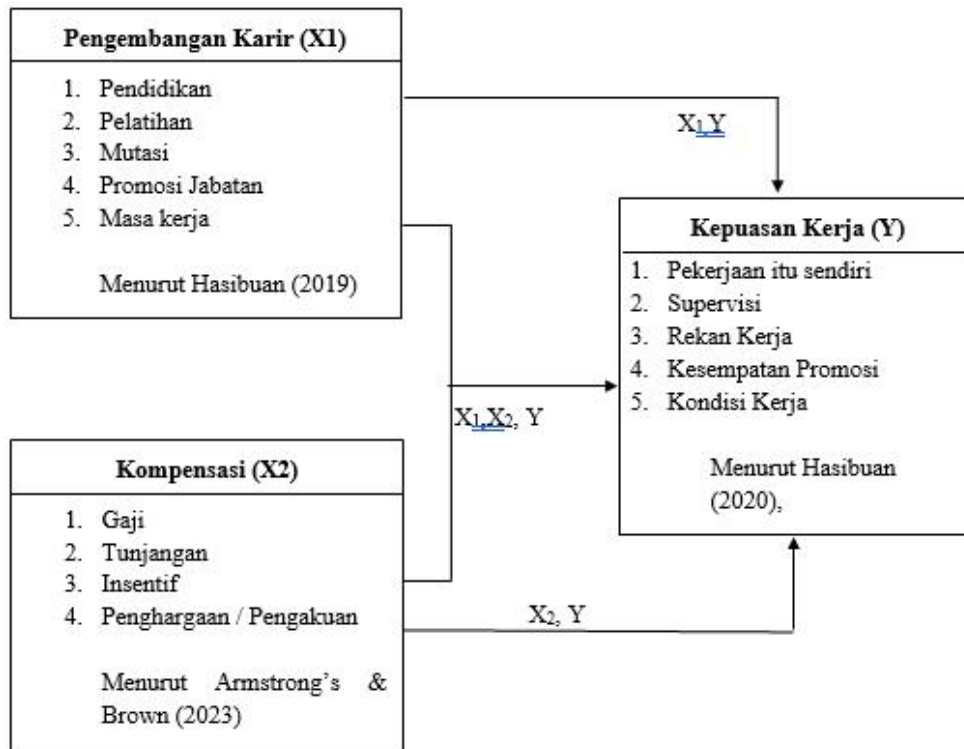 Pengembangan Karir (X1)
1. Pendidikan
2. Pelatihan
3. Mutasi
4. Promosi Jabatan
5. Masa kerja
Menurut Hasibuan (2019)
X1 Y
Kepuasan Kerja (Y)
1. Pekerjaan itu sendiri
2. Supervisi
3. Rekan Kerja
4. Kesempatan Promosi
5. Kondisi Kerja
Menurut Hasibuan
(2020),
X1,X2, Y
Kompensasi (X2)
1. Gaji
2. Tunjangan
3. Insentif
4. Penghargaan / Pengakuan
Menurut Armstrong's &
Brown (2023)
X2, Y